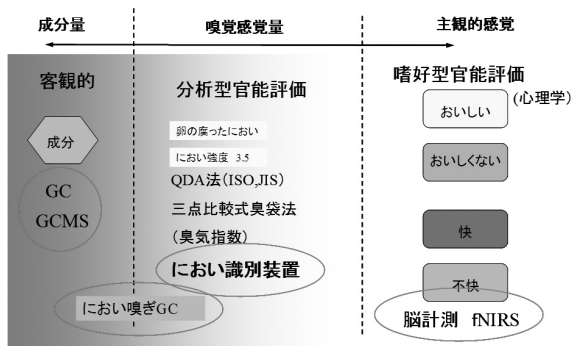 成分量
嗅覚感覚量
主観的感覚
客観的
分析型官能評価
嗜好型官能評価
(心理学)
成分
GC
GCMS
卵の腐ったにおい
におい強度 3.5
QDA法(ISO,JIS)
三点比較式臭袋法
(臭気指数)
におい識別装置
におい嗅ぎGC
おいしい
おいしくない
快
不快
脳計測 fNIRS